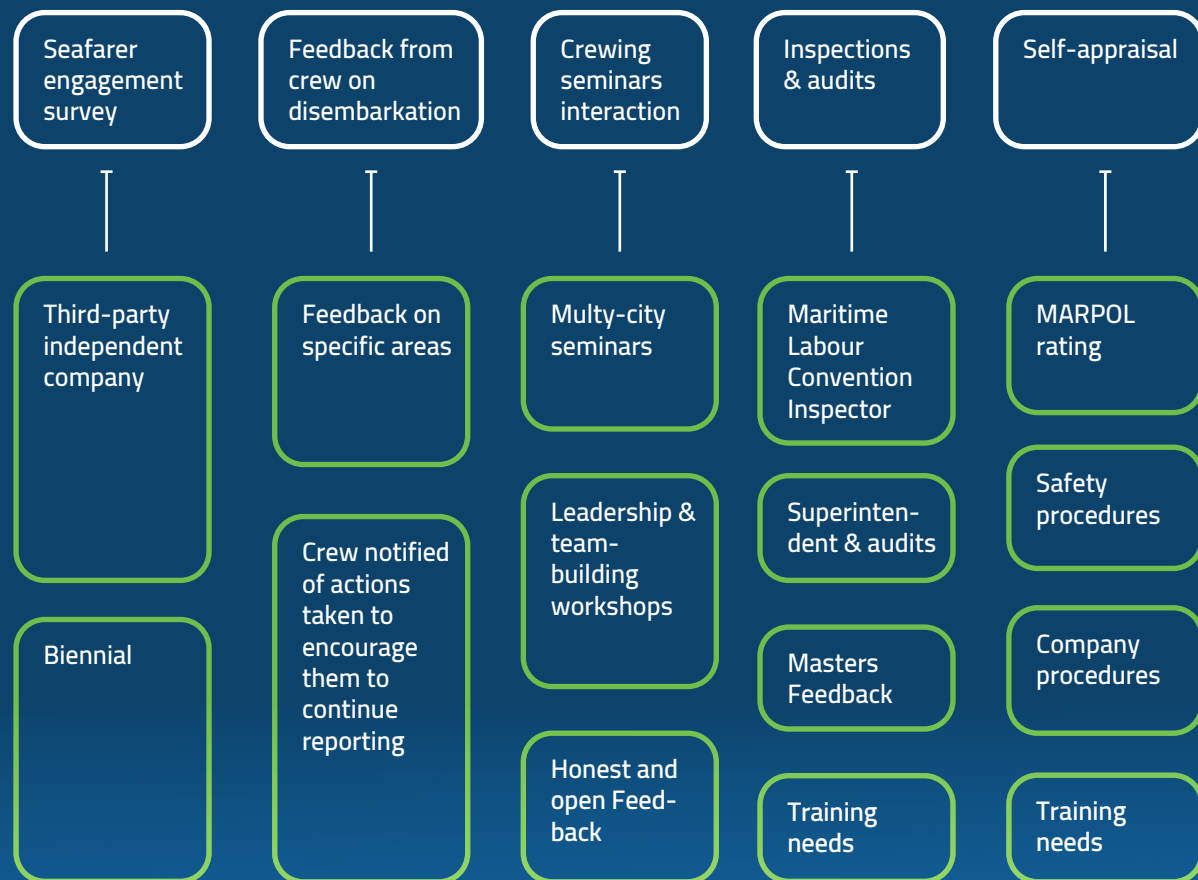 Seafarer
engagement
survey
Feedback from
crew on
disembarkation
Crewing
seminars
interaction
Inspections
& audits
Self-appraisal
Third-party
independent
company
Biennial
Feedback on
specific areas
Crew notified
of actions
taken to
encourage
them to
continue
reporting
Multy-city
seminars
Leadership &
team-
building
workshops
Honest and
open Feed-
back
Maritime
Labour
Convention
Inspector
Superinten-
dent & audits
Masters
Feedback
Training
needs
MARPOL
rating
Safety
procedures
Company
procedures
Training
needs